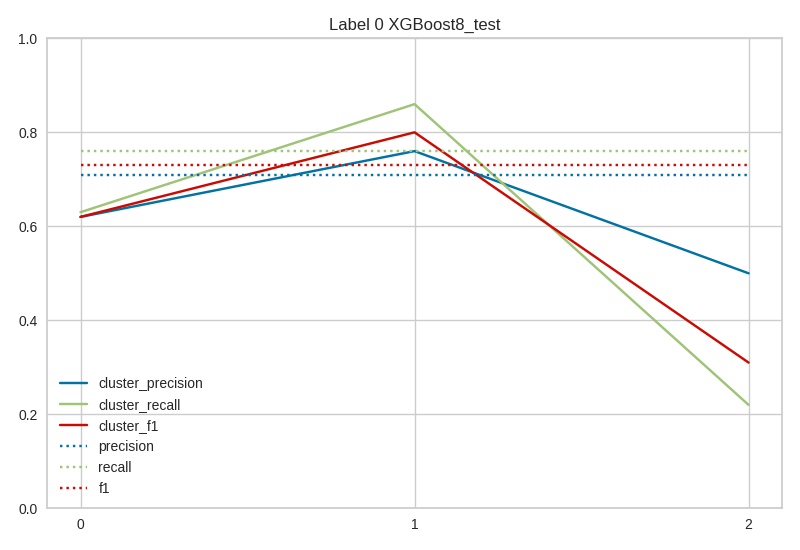 Label 0 XGBoost8_test
1.0
0.8
0.6
0.4
0.2
0.0
cluster_precision
cluster_recall
cluster_f1
precision
recall
f1
0 1 2